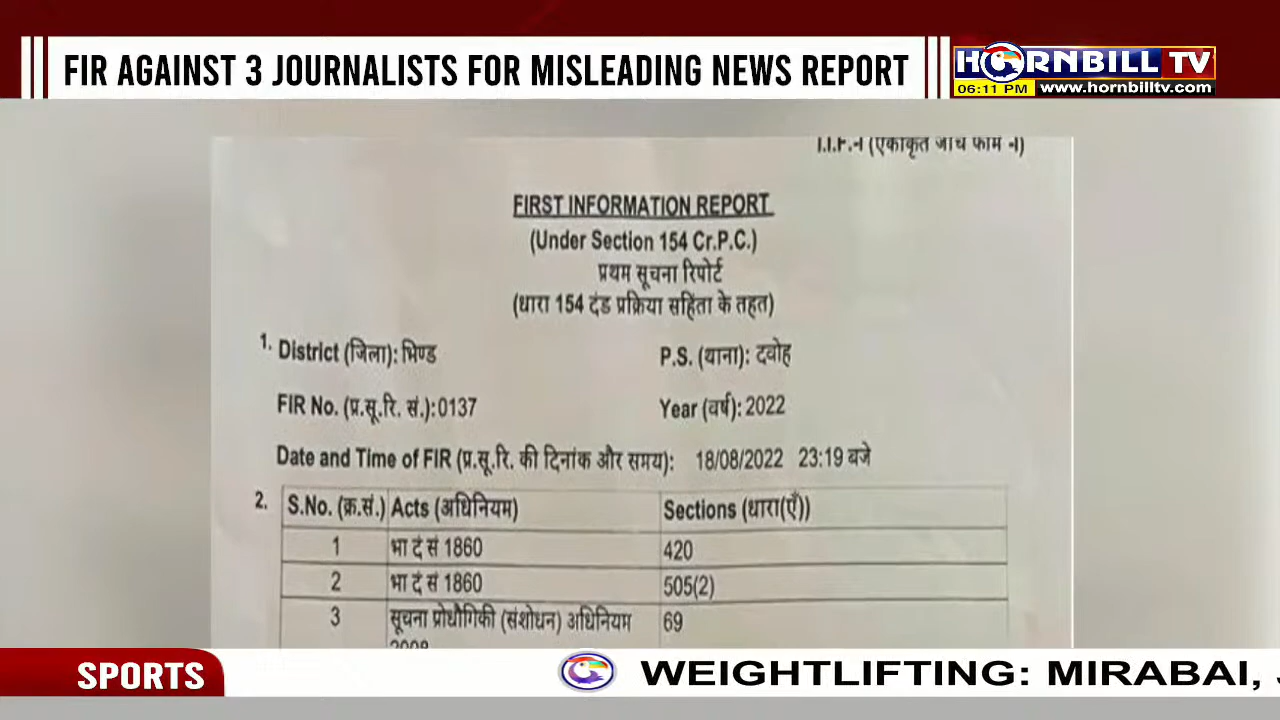 FIR AGAINST 3 JOURNALISTS FOR MISLEADING NEWS REPORT
HORNBILL TV
06:11 PM www.hornbilltv.com
(एकीकृत जांच फार्म
FIRST INFORMATION REPORT
(Under Section 154 Cr.P.C.)
प्रथम सूचना रिपोर्ट
(धारा 154 दंड प्रक्रिया सहिंता के तहत)
1. District (जिला): भिण्ड P.S. (थाना): दवोह
FIR No. (प्र.सू.रि. सं.):0137 Year (वर्ष): 2022
Date and Time of FIR (प्र.सू.रि. की दिनांक और समय): 18/08/2022 23:19 बजे
2. S.No. (क्र.सं.) Acts (अधिनियम) Sections (धारा(एँ))
1 भा दं सं 1860 420
2 भा दं सं 1860 505(2)
3 सूचना प्रोधौगिकी (संशोधन) अधिनियम 69
SPORTS WEIGHTLIFTING: MIRABAI,